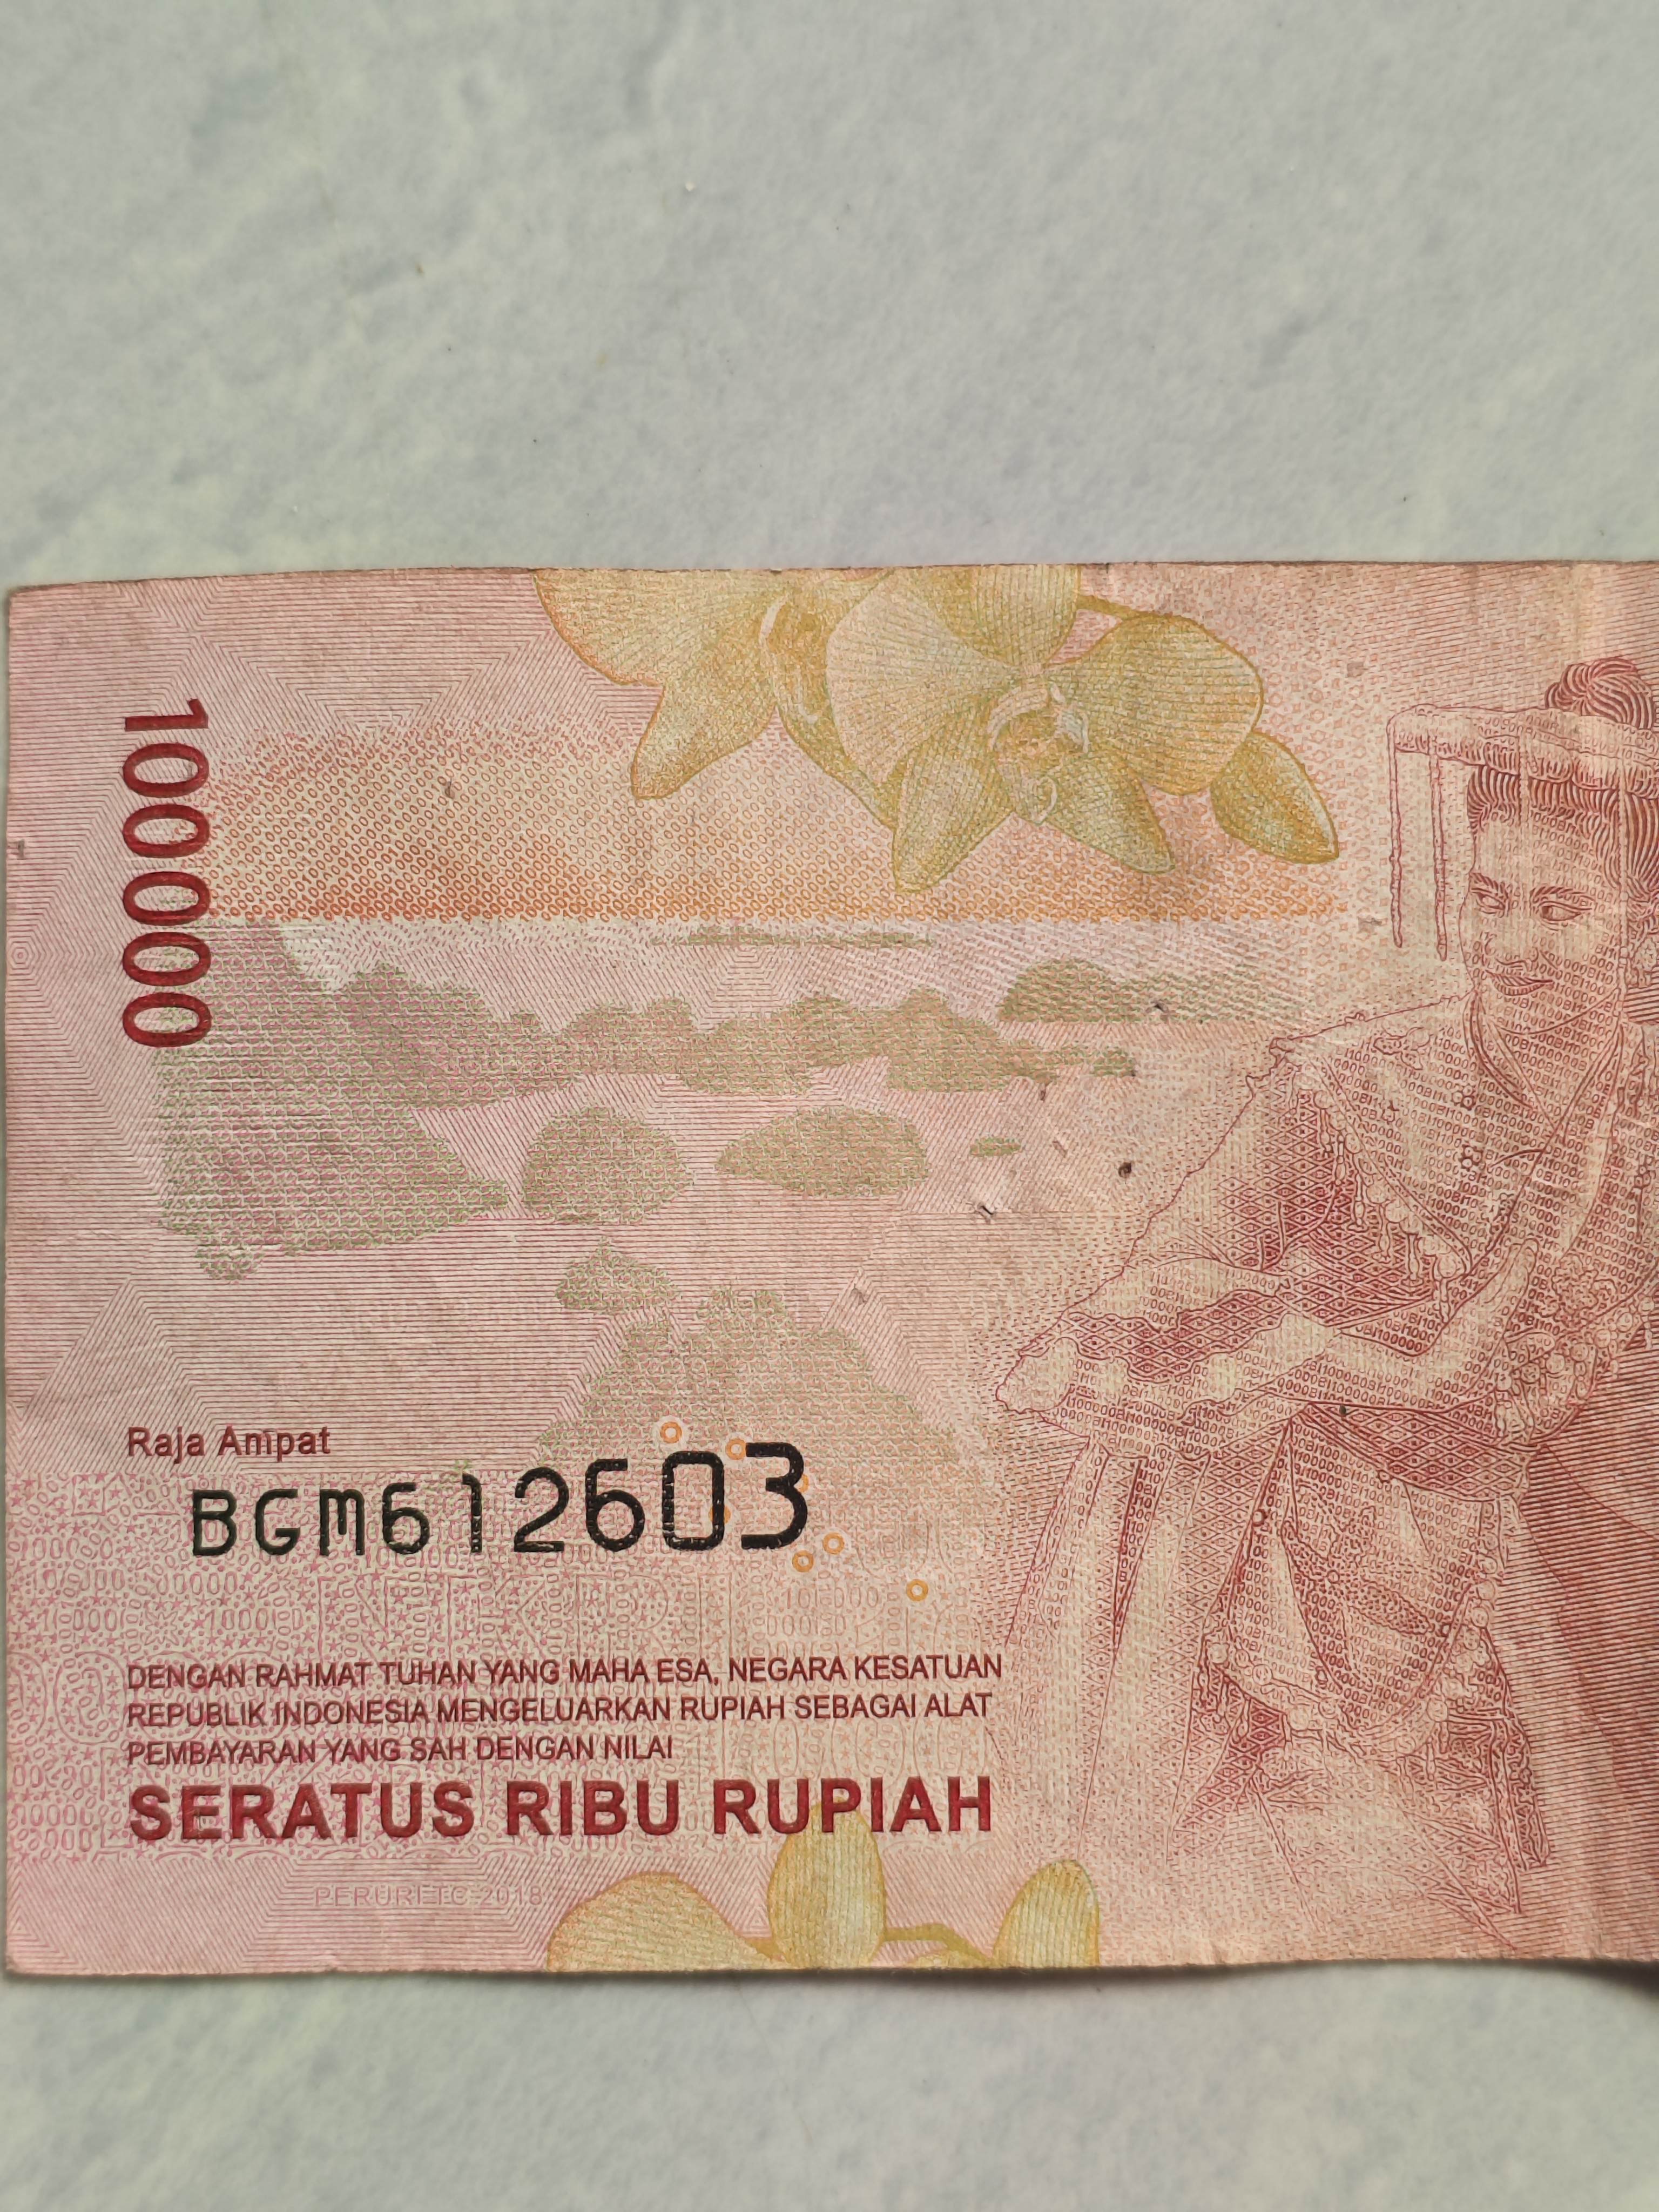 100000
Raja Ampat
BGM612603
DENGAN RAHMAT TUHAN YANG MAHA ESA, NEGARA KESATUAN
REPUBLIK INDONESIA MENGELUARKAN RUPIAH SEBAGAI ALAT
PEMBAYARAN YANG SAH DENGAN NILAI
SERATUS RIBU RUPIAH
PERURI TC 2018